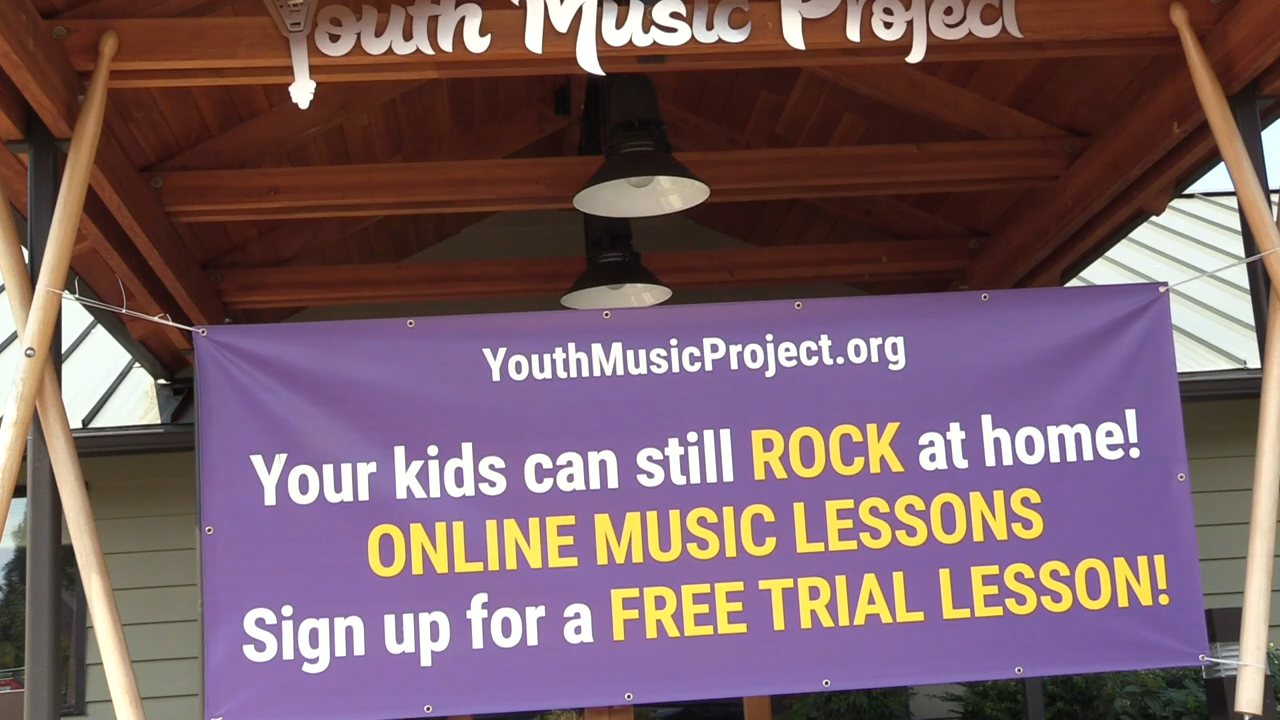 Youth Music Project
YouthMusicProject.org
Your kids can still ROCK at home!
ONLINE MUSIC LESSONS
Sign up for a FREE TRIAL LESSON!